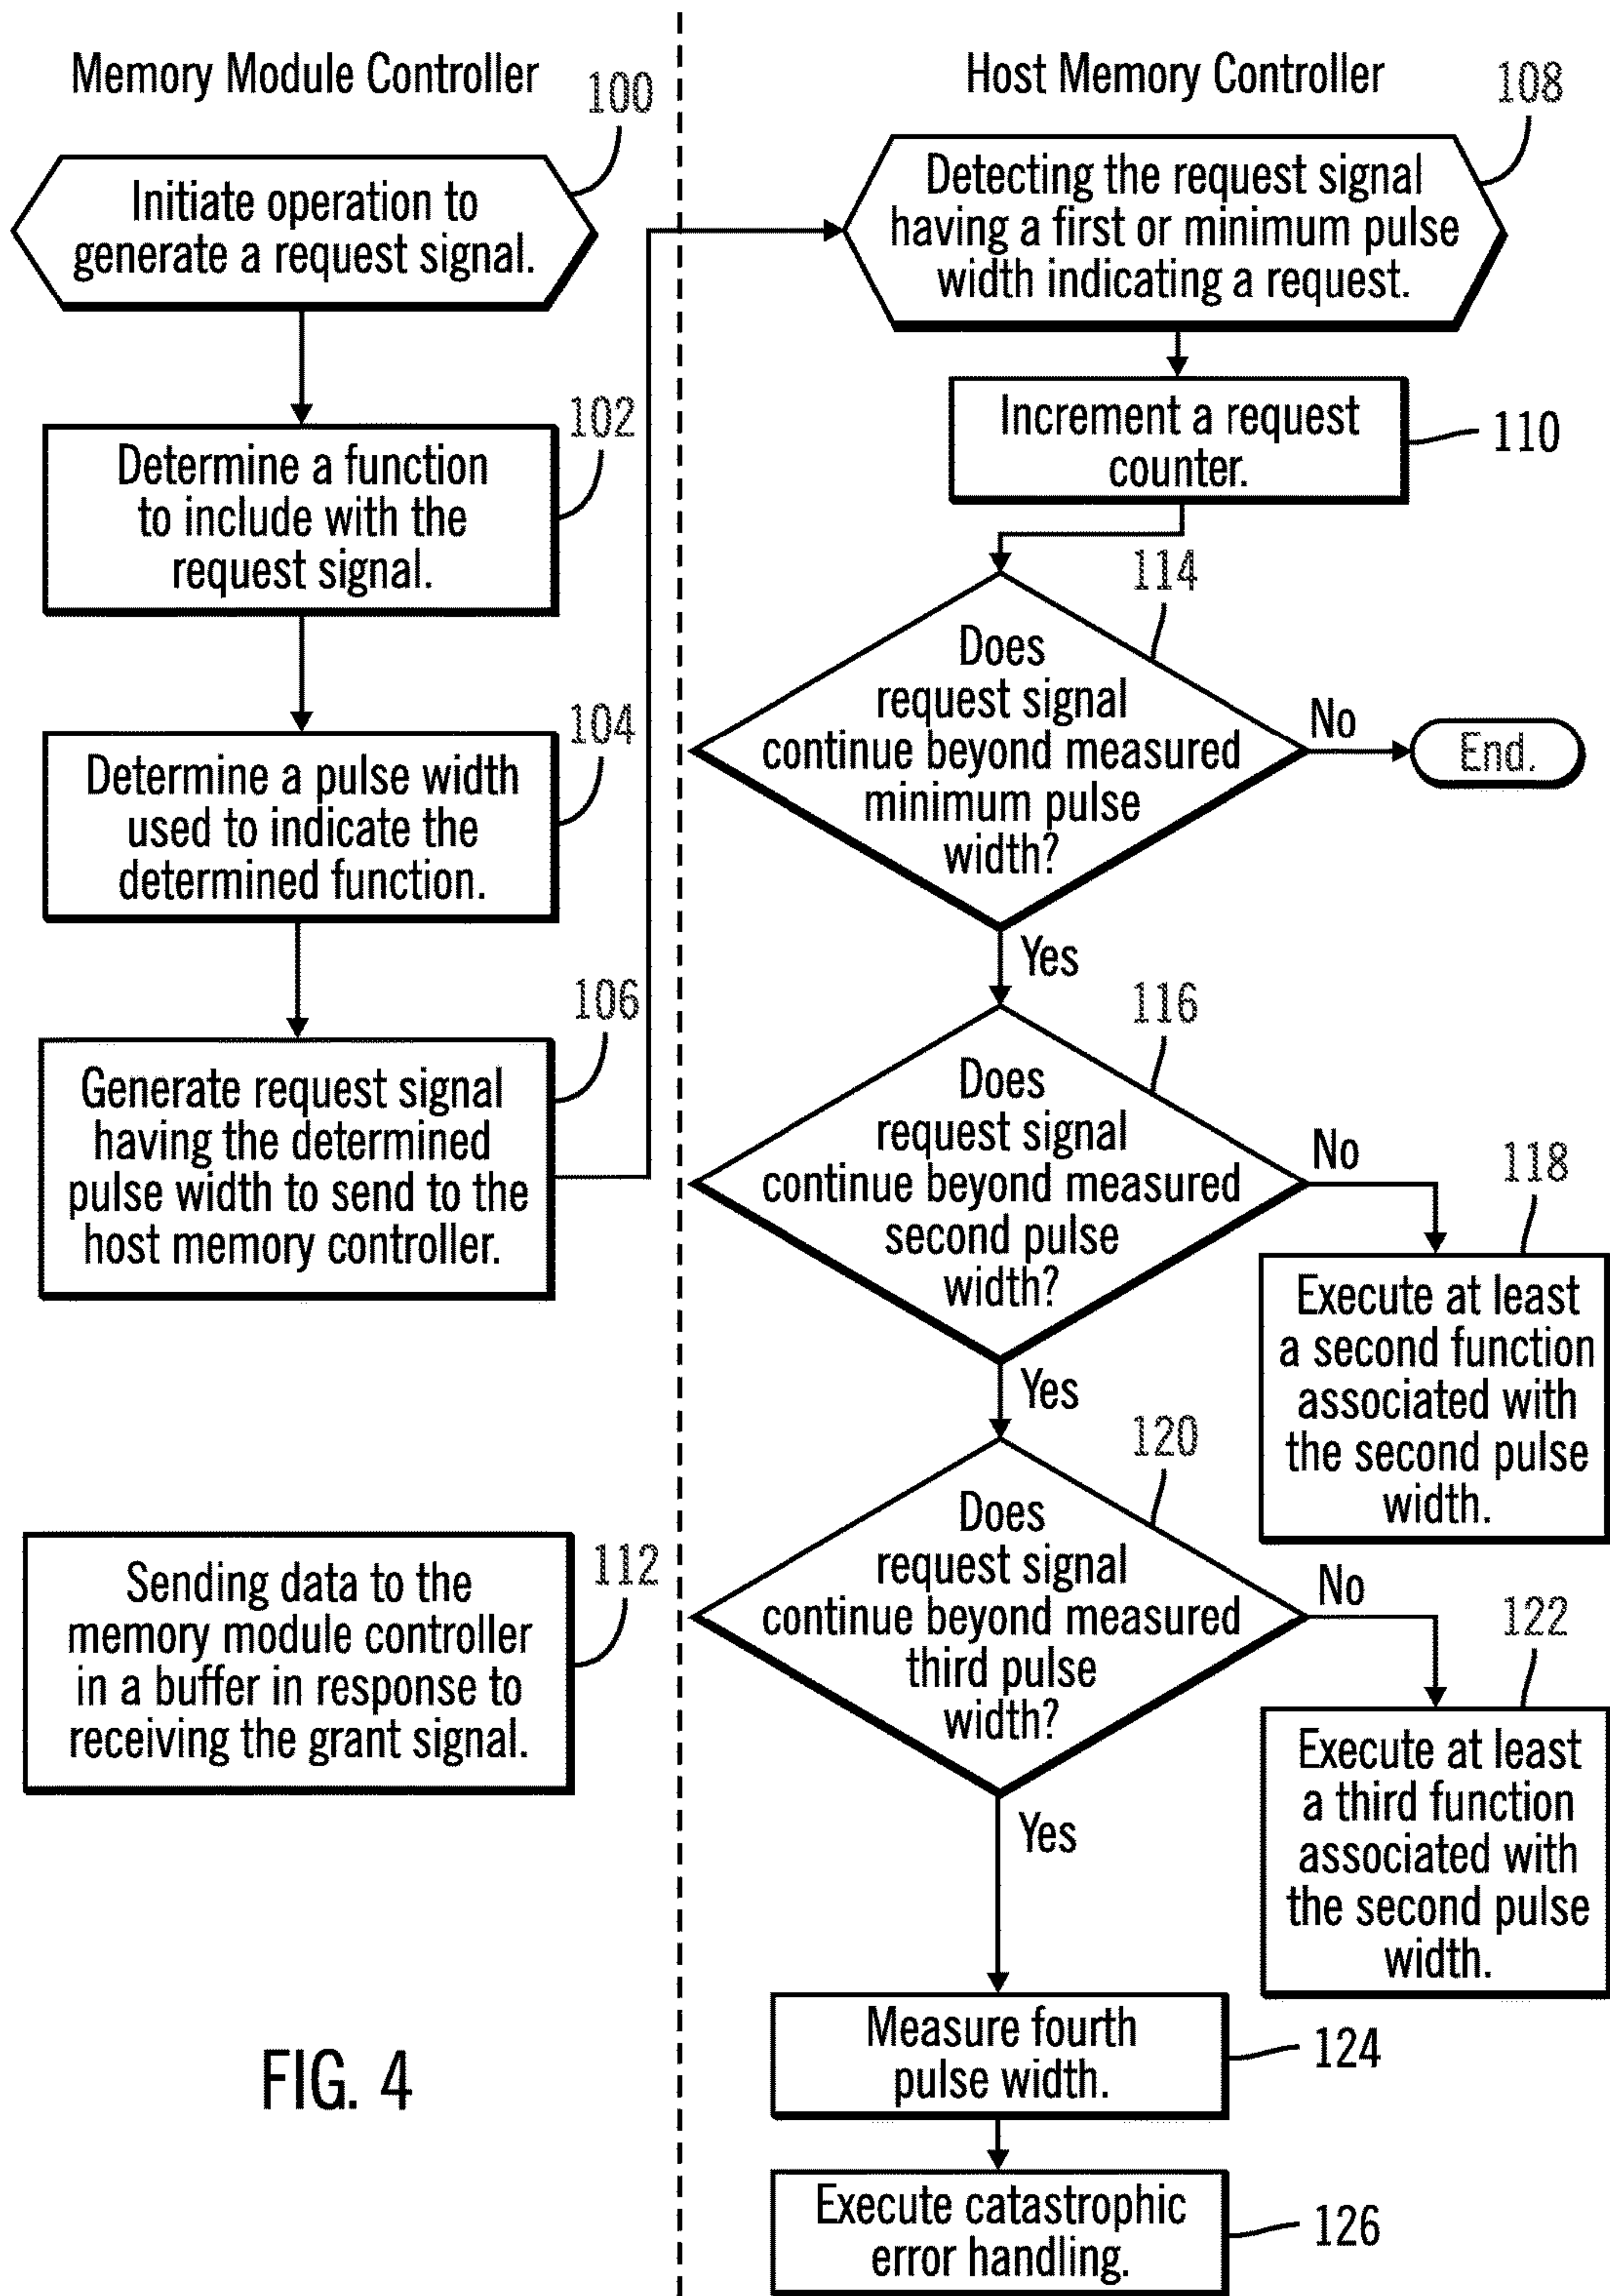 Memory Module Controller
100
Initiate operation to
generate a request signal.
102
Determine a function
to include with the
request signal.
104
Determine a pulse width
used to indicate the
determined function.
106
Generate request signal
having the determined
pulse width to send to the
host memory controller.
112
Sending data to the
memory module controller
in a buffer in response to
receiving the grant signal.
FIG. 4
Host Memory Controller
108
Detecting the request signal
having a first or minimum pulse
width indicating a request.
Increment a request
counter.
110
114
Does
request signal
continue beyond measured
minimum pulse
width?
No
End.
Yes
116
Does
request signal
continue beyond measured
second pulse
width?
No
118
Execute at least
a second function
associated with
the second pulse
width.
Yes
120
Does
request signal
continue beyond measured
third pulse
width?
No
122
Execute at least
a third function
associated with
the second pulse
width.
Yes
Measure fourth
pulse width.
124
Execute catastrophic
error handling.
126